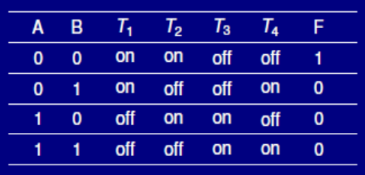 A B T₁ T₂ T₃ T₄ F
0 0 on on off off 1
0 1 on off off on 0
1 0 off on on off 0
1 1 off off on on 0